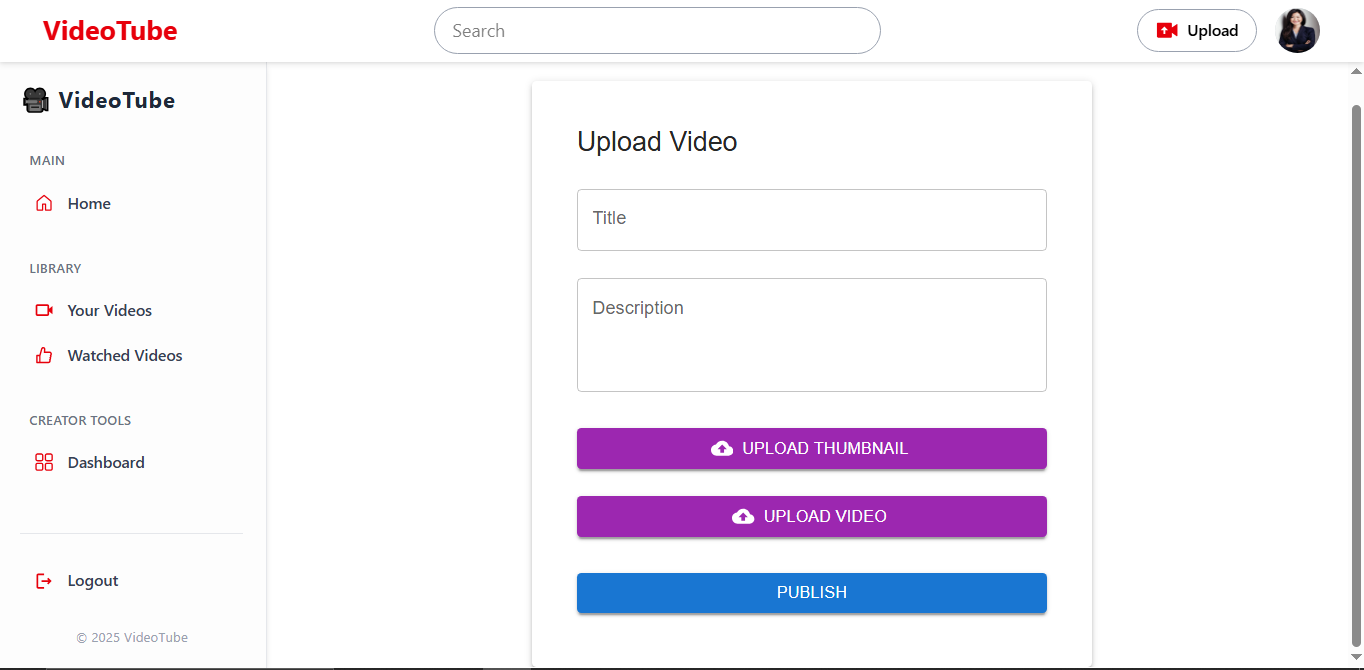 VideoTube
Search
Upload
VideoTube
MAIN
Home
LIBRARY
Your Videos
Watched Videos
CREATOR TOOLS
Dashboard
Logout
© 2025 VideoTube
Upload Video
Title
Description
UPLOAD THUMBNAIL
UPLOAD VIDEO
PUBLISH